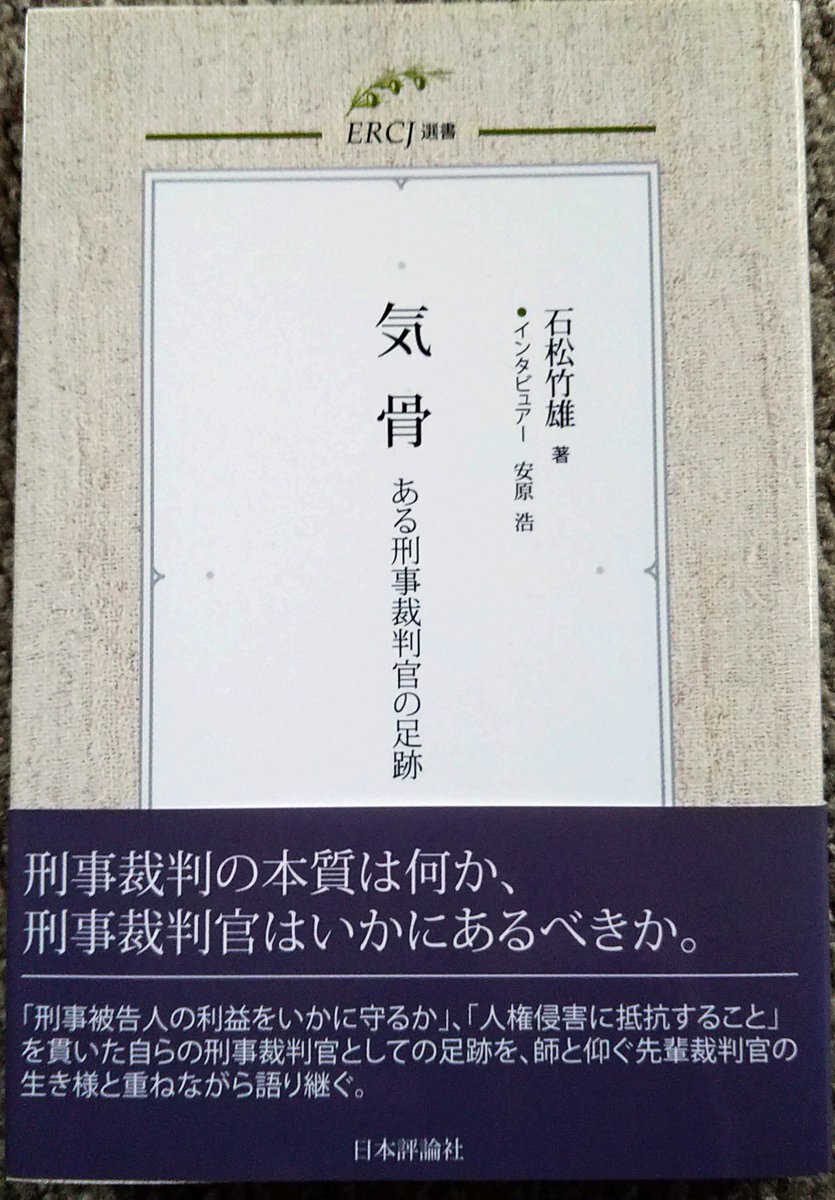 ERCJ 選書
石松竹雄 著
・インタビュアー 安原 浩
気骨 ある刑事裁判官の足跡
刑事裁判の本質は何か、
刑事裁判官はいかにあるべきか。
「刑事被告人の利益をいかに守るか」、「人権侵害に抵抗すること」
を貫いた自らの刑事裁判官としての足跡を、師と仰ぐ先輩裁判官の
生き様と重ねながら語り継ぐ。
日本評論社